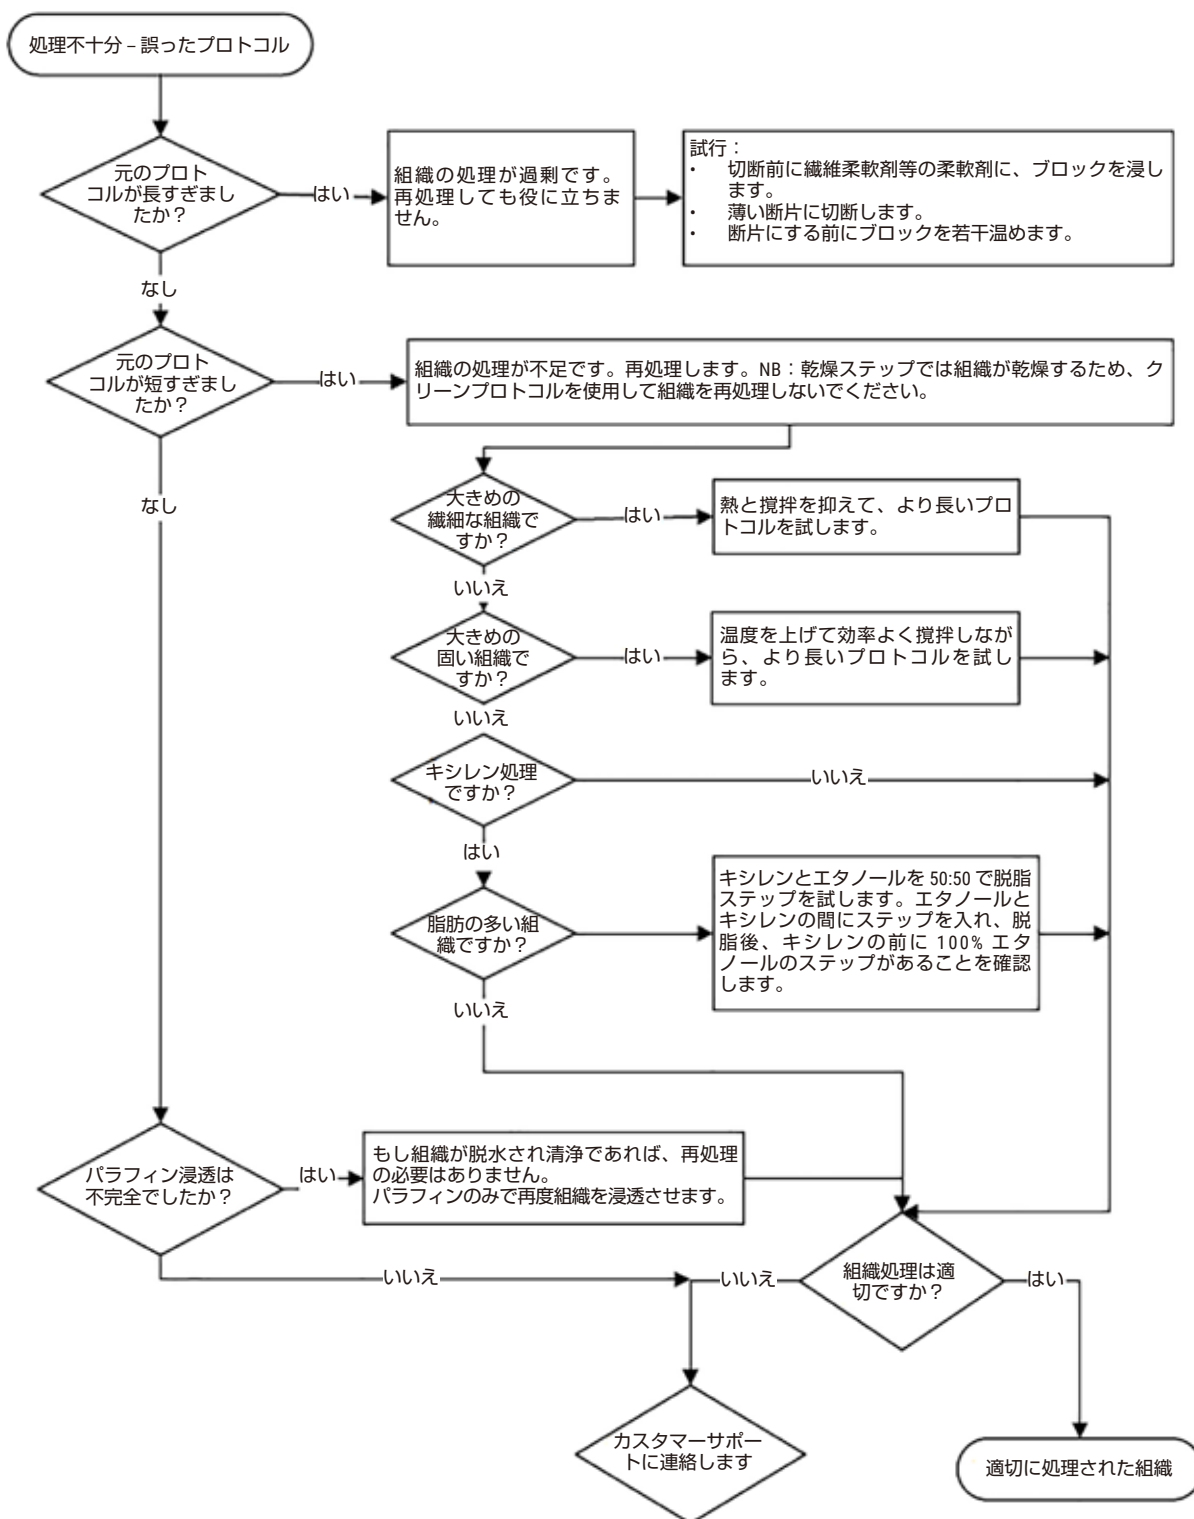 処理不十分 – 誤ったプロトコル
元のプロト
コルが長すぎまし
たか？
はい
組織の処理が過剰です。
再処理しても役に立ちま
せん。
試行：
・ 切断前に繊維柔軟剤等の柔軟剤に、ブロックを浸し
ます。
・ 薄い断片に切断します。
・ 断片にする前にブロックを若干温めます。
なし
元のプロト
コルが短すぎまし
たか？
はい
組織の処理が不足です。再処理します。NB：乾燥ステップでは組織が乾燥するため、ク
リーンプロトコルを使用して組織を再処理しないでください。
なし
大きめの
繊細な組織で
すか？
はい
熱と撹拌を抑えて、より長いプロ
トコルを試します。
いいえ
大きめの
固い組織で
すか？
はい
温度を上げて効率よく撹拌しなが
ら、より長いプロトコルを試し
ます。
いいえ
キシレン処理
ですか？
いいえ
はい
脂肪の多い組
織ですか？
キシレンとエタノールを 50:50 で脱脂
ステップを試します。エタノールと
キシレンの間にステップを入れ、脱
脂後、キシレンの前に 100% エタ
ノールのステップがあることを確認
します。
いいえ
パラフィン浸透は
不完全でしたか？
はい
もし組織が脱水され清浄であれば、再処理
の必要はありません。
パラフィンのみで再度組織を浸透させます。
いいえ
いいえ
組織処理は適
切ですか？
はい
カスタマーサポー
トに連絡します
適切に処理された組織